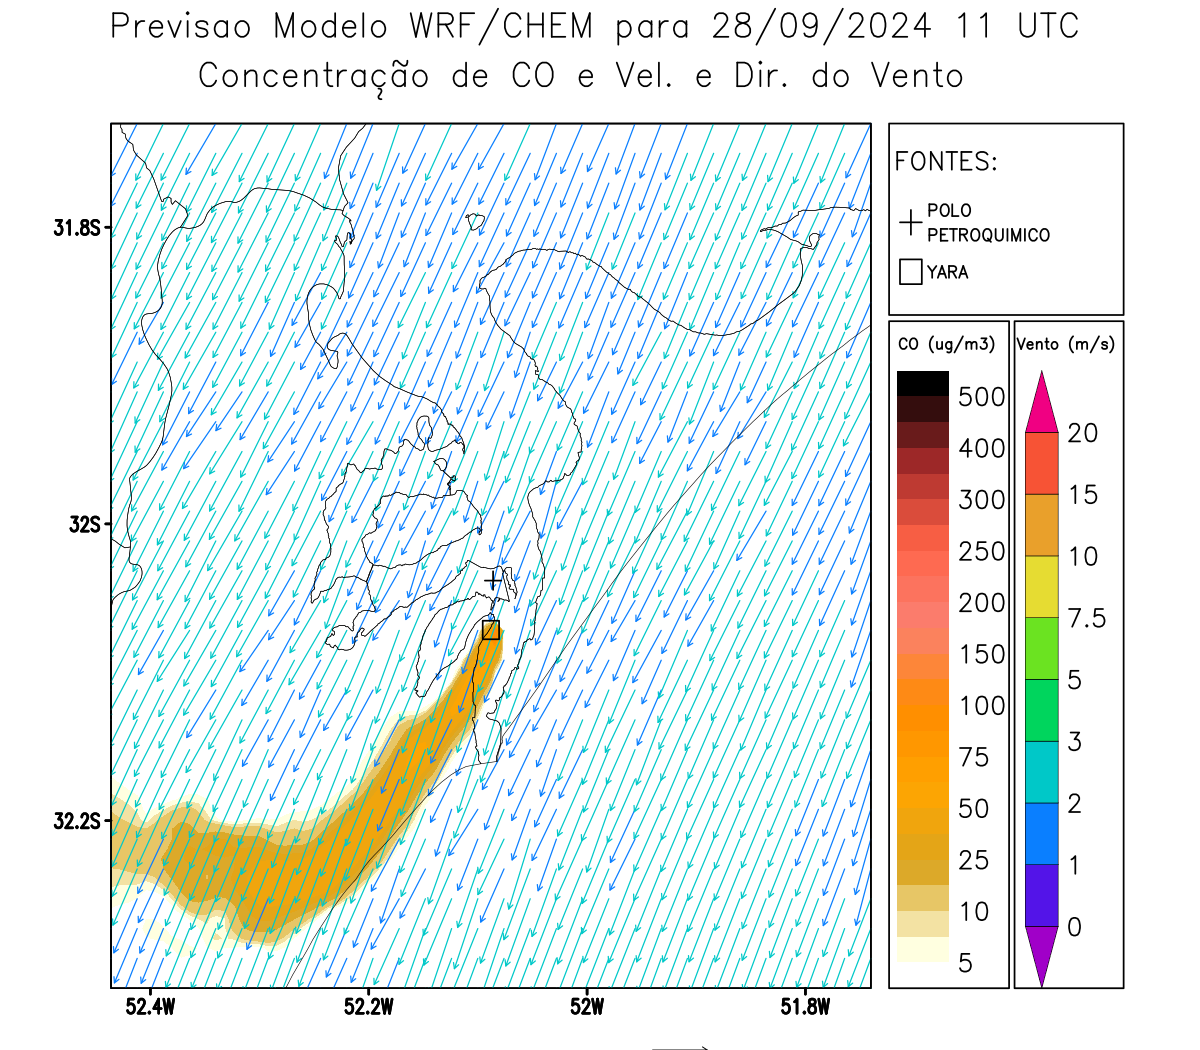 Previsao Modelo WRF/CHEM para 28/09/2024 11 UTC
Concentração de CO e Vel. e Dir. do Vento
FONTES:
POLO
PETROQUIMICO
YARA
CO (ug/m3)
500
400
300
250
200
150
100
75
50
25
10
5
Vento (m/s)
20
15
10
7.5
5
3
2
1
0
31.8S
32S
32.2S
52.4W
52.2W
52W
51.8W